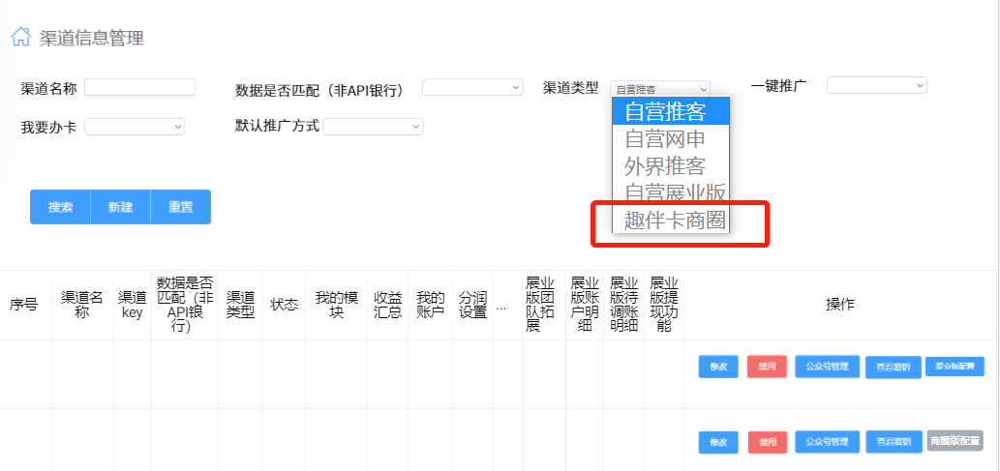 渠道信息管理
渠道名称
数据是否匹配（非API银行）
渠道类型
自营推客
一键推广
自营推客
自营网申
外界推客
自营展业版
趣伴卡商圈
我要办卡
默认推广方式
搜索
新建
重置
序号
渠道名
称
渠道
key
数据是否
匹配（非
API银
行）
渠道
类型
状态
我的模
块
收益
汇总
我的
账户
分润
设置
...
展业
版团
队拓
展
展业
版账
户明
细
展业
版待
调账
明细
展业
版提
现功
能
操作
修改
禁用
公众号管理
查看密钥
展业版配置
修改
禁用
公众号管理
查看密钥
商圈版配置